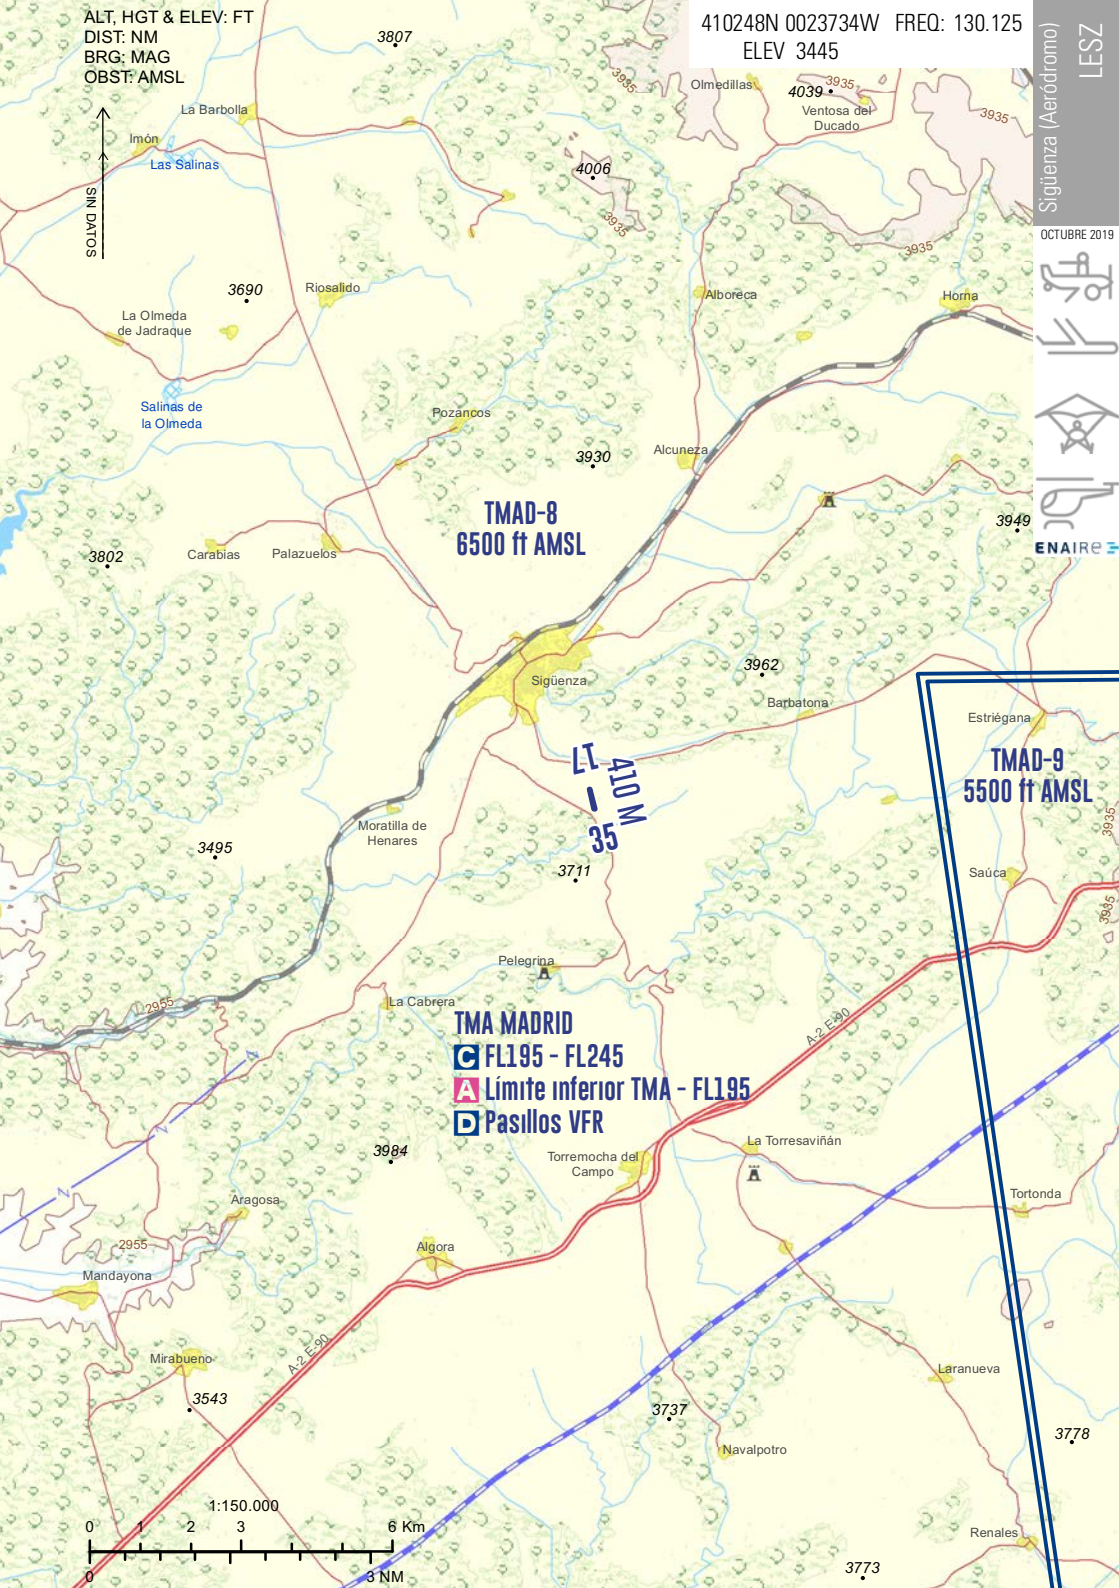 ALT, HGT & ELEV: FT
DIST: NM
BRG: MAG
OBST: AMSL
410248N 0023734W FREQ: 130.125
ELEV 3445
Sigüenza (Aeródromo)
LESZ
OCTUBRE 2019
ENAIRE
SIN DATOS
3807
3935
Olmedillas
4039
3935
Ventosa del
Ducado
3935
La Barbolla
Imón
Las Salinas
4006
3935
3935
3690
Riosalido
Alboreca
Horna
La Olmeda
de Jadraque
Salinas de
la Olmeda
Pozancos
3930
Alcuneza
TMAD-8
6500 ft AMSL
3949
3802
Carabias
Palazuelos
Sigüenza
3962
Barbatona
Estriégana
TMAD-9
5500 ft AMSL
17
410 M
35
3935
Moratilla de
Henares
3495
3711
Saúca
3935
Pelegrina
La Cabrera
2955
TMA MADRID
C FL195 - FL245
A Límite inferior TMA - FL195
D Pasillos VFR
A-2 E-90
3984
Torremocha del
Campo
La Torresaviñán
Tortonda
Aragosa
2955
Algora
Mandayona
Mirabueno
A-2 E-90
3543
Laranueva
3737
Navalpotro
3778
Renales
3773
1:150.000
0 1 2 3 6 Km
0 3 NM